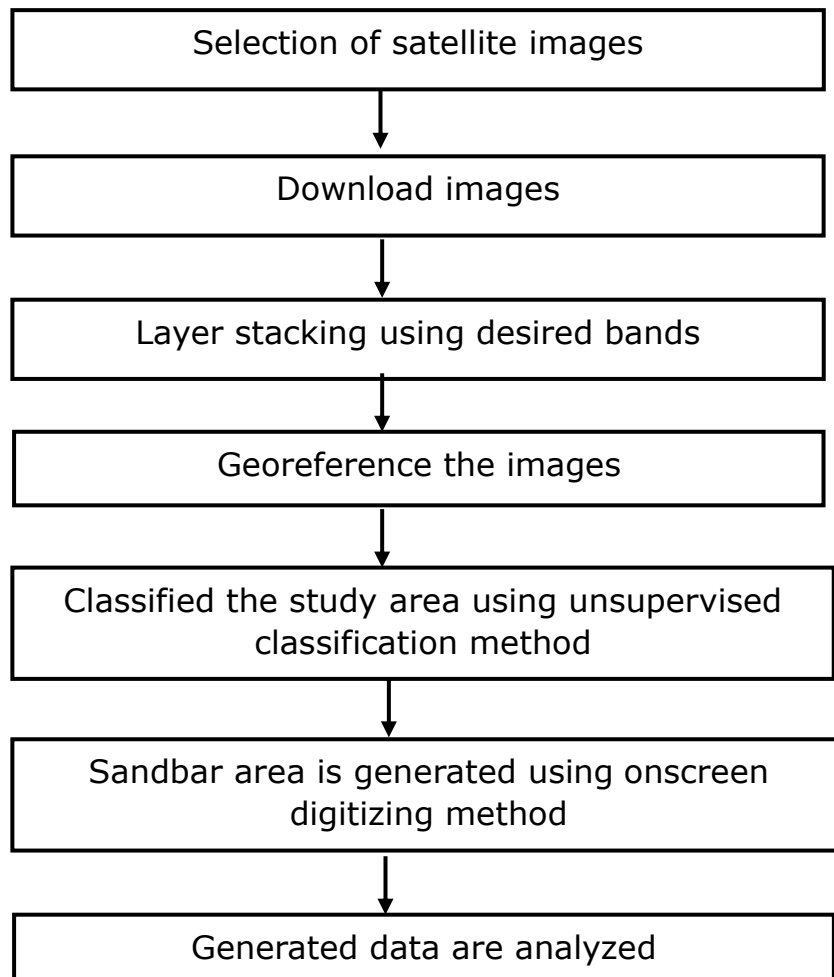 Selection of satellite images
Download images
Layer stacking using desired bands
Georeference the images
Classified the study area using unsupervised
classification method
Sandbar area is generated using onscreen
digitizing method
Generated data are analyzed